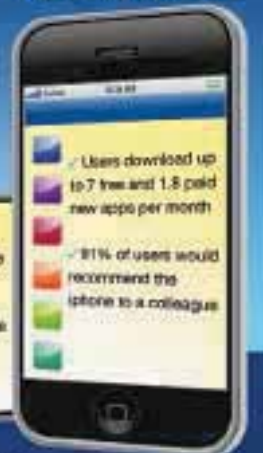 ✓ Users download up
to 7 free and 1.8 paid
new apps per month
✓ 91% of users would
recommend the
iphone to a colleague